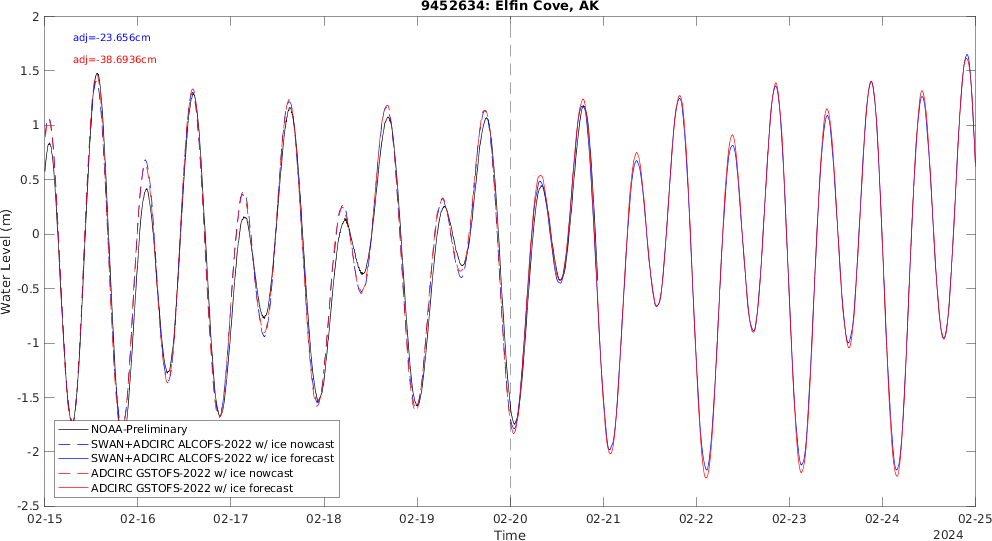 9452634: Elfin Cove, AK
adj=-23.656cm
adj=-38.6936cm
2
1.5
1
0.5
0
-0.5
-1
-1.5
-2
-2.5
Water Level (m)
NOAA-Preliminary
SWAN+ADCIRC ALCOFS-2022 w/ ice nowcast
SWAN+ADCIRC ALCOFS-2022 w/ ice forecast
ADCIRC GSTOFS-2022 w/ ice nowcast
ADCIRC GSTOFS-2022 w/ ice forecast
02-15 02-16 02-17 02-18 02-19 02-20 02-21 02-22 02-23 02-24 02-25
Time
2024